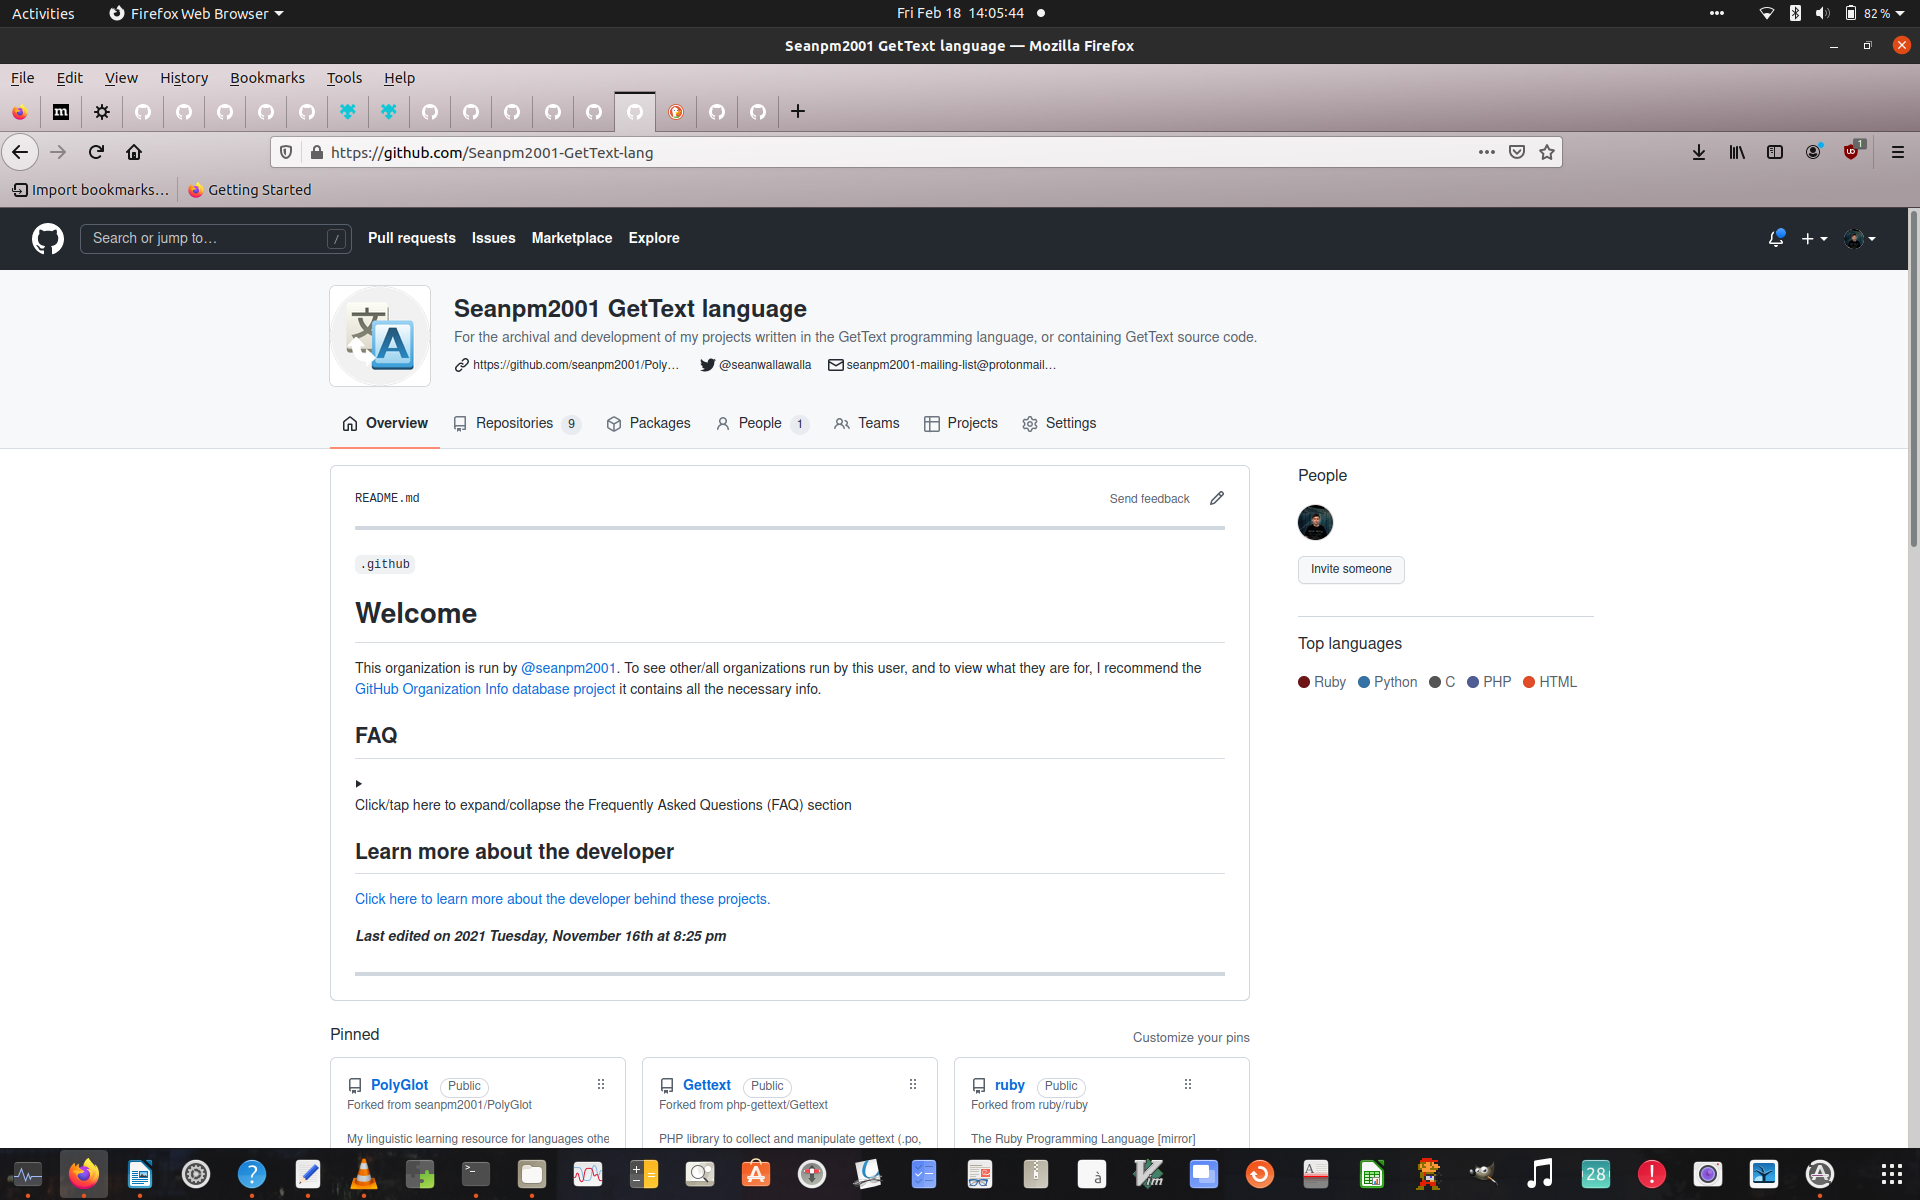 Activities Firefox Web Browser Fri Feb 18 14:05:44 82 %
Seanpm2001 GetText language — Mozilla Firefox
File Edit View History Bookmarks Tools Help
https://github.com/Seanpm2001-GetText-lang 1
Import bookmarks... Getting Started
Search or jump to… / Pull requests Issues Marketplace Explore
Seanpm2001 GetText language
For the archival and development of my projects written in the GetText programming language, or containing GetText source code.
https://github.com/seanpm2001/Poly... @seanwallawalla seanpm2001-mailing-list@protonmail...
Overview Repositories 9 Packages People 1 Teams Projects Settings
README.md Send feedback
.github
Welcome
This organization is run by @seanpm2001. To see other/all organizations run by this user, and to view what they are for, I recommend the
GitHub Organization Info database project it contains all the necessary info.
FAQ
Click/tap here to expand/collapse the Frequently Asked Questions (FAQ) section
Learn more about the developer
Click here to learn more about the developer behind these projects.
Last edited on 2021 Tuesday, November 16th at 8:25 pm
People
Invite someone
Top languages
Ruby Python C PHP HTML
Pinned Customize your pins
PolyGlot Public
Forked from seanpm2001/PolyGlot
My linguistic learning resource for languages othe
Gettext Public
Forked from php-gettext/Gettext
PHP library to collect and manipulate gettext (.po,
ruby Public
Forked from ruby/ruby
The Ruby Programming Language [mirror]
28